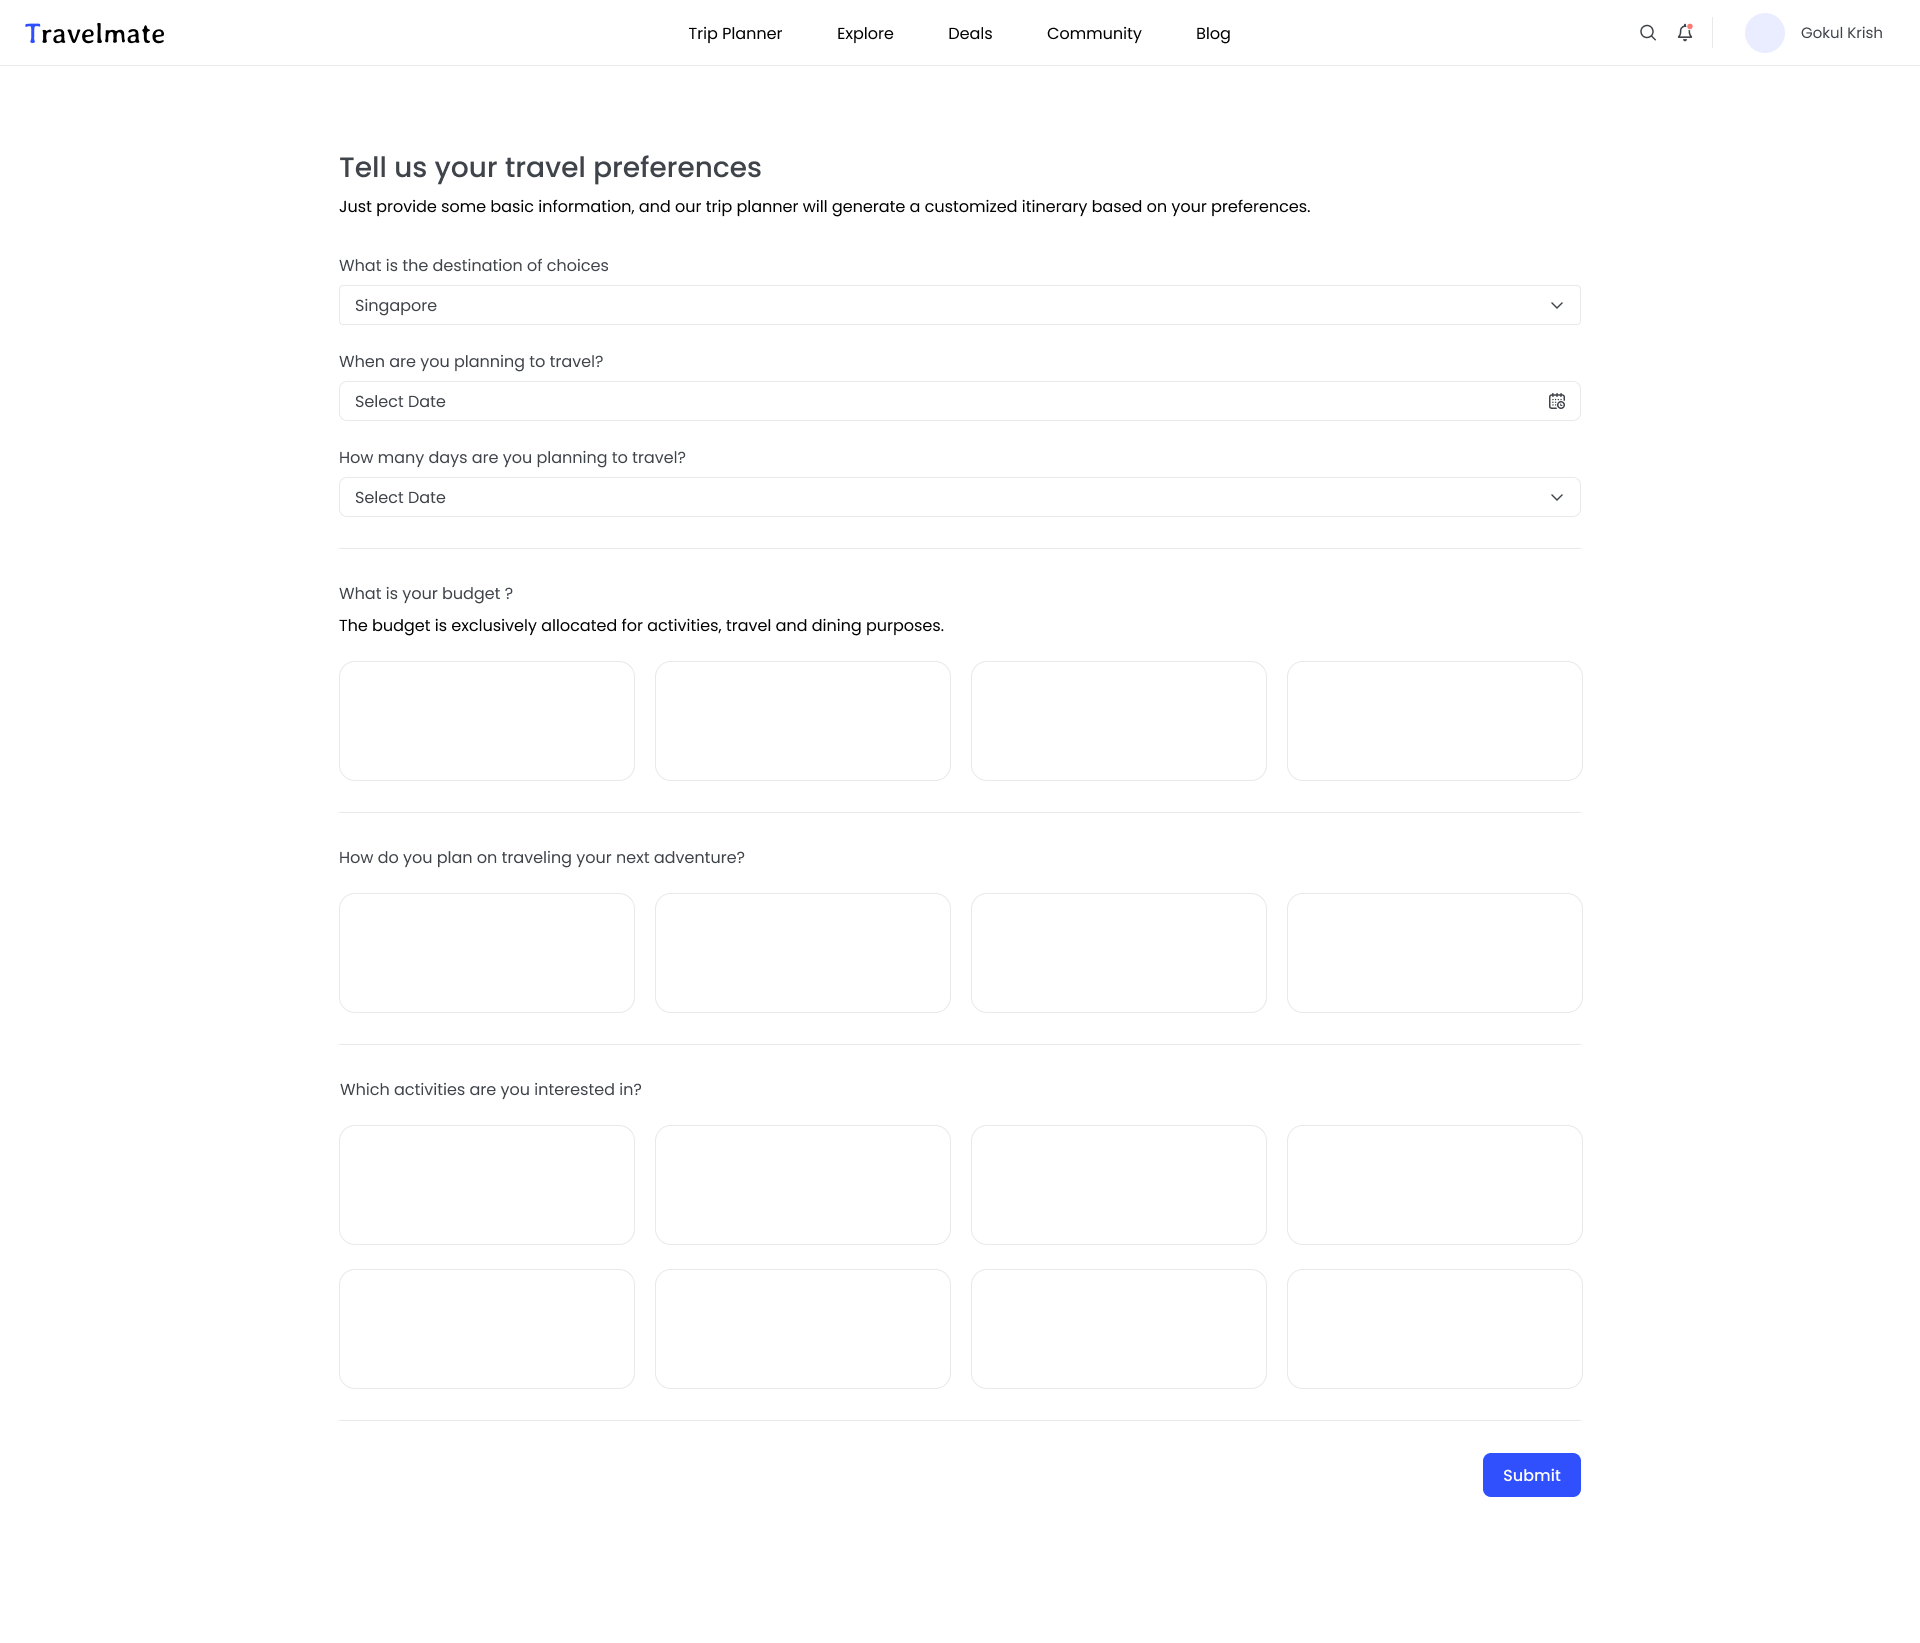 Travelmate
Trip Planner
Explore
Deals
Community
Blog
Gokul Krish
Tell us your travel preferences
Just provide some basic information, and our trip planner will generate a customized itinerary based on your preferences.
What is the destination of choices
Singapore
When are you planning to travel?
Select Date
How many days are you planning to travel?
Select Date
What is your budget ?
The budget is exclusively allocated for activities, travel and dining purposes.
How do you plan on traveling your next adventure?
Which activities are you interested in?
Submit